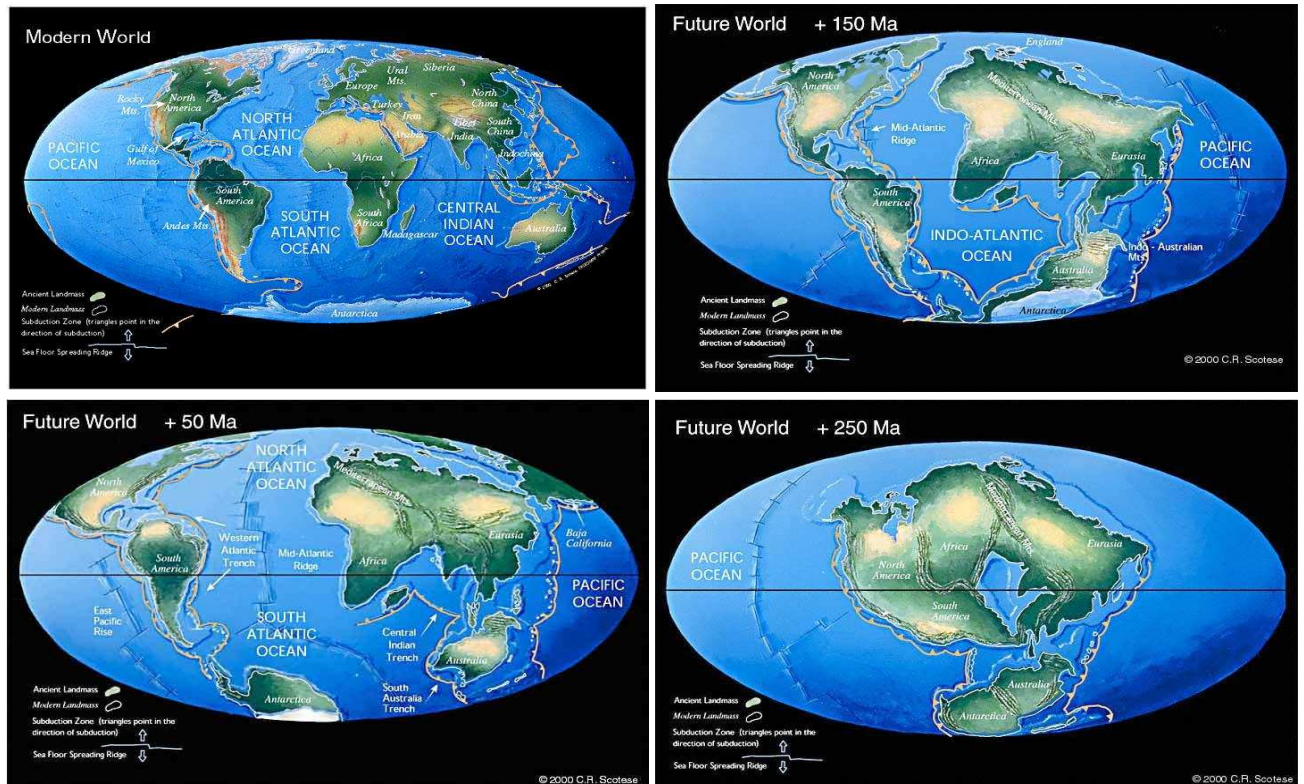 Modern World
Greenland
Siberia
Ural Mts.
Europe
North America
Rocky Mts.
NORTH ATLANTIC OCEAN
Turkey
Iran
Tibet
North China
South China
Arabia
India
Indochina
PACIFIC OCEAN
Gulf of Mexico
Africa
South America
Andes Mts.
SOUTH ATLANTIC OCEAN
South Africa
Madagascar
CENTRAL INDIAN OCEAN
Australia
Antarctica
Ancient Landmass
Modern Landmass
Subduction Zone (triangles point in the
direction of subduction)
Sea Floor Spreading Ridge
Future World + 150 Ma
England
North America
Mediterranean Mts.
Mid-Atlantic
Ridge
Africa
Eurasia
PACIFIC
OCEAN
South America
INDO-ATLANTIC
OCEAN
Indo - Australian
Mts.
Australia
Antarctica
Ancient Landmass
Modern Landmass
Subduction Zone (triangles point in the
direction of subduction)
Sea Floor Spreading Ridge
© 2000 C.R. Scotese
Future World + 50 Ma
NORTH
ATLANTIC
OCEAN
North America
Mediterranean Mts.
Western
Atlantic
Trench
Mid-Atlantic
Ridge
South America
Africa
Eurasia
Baja
California
PACIFIC
OCEAN
East
Pacific
Rise
SOUTH
ATLANTIC
OCEAN
Central
Indian
Trench
Australia
South
Australia
Trench
Antarctica
Ancient Landmass
Modern Landmass
Subduction Zone (triangles point in the
direction of subduction)
Sea Floor Spreading Ridge
© 2000 C.R. Scotese
Future World + 250 Ma
PACIFIC
OCEAN
North America
Africa
Mediterranean Mts.
Eurasia
South America
Australia
Antarctica
Ancient Landmass
Modern Landmass
Subduction Zone (triangles point in the
direction of subduction)
Sea Floor Spreading Ridge
© 2000 C.R. Scotese